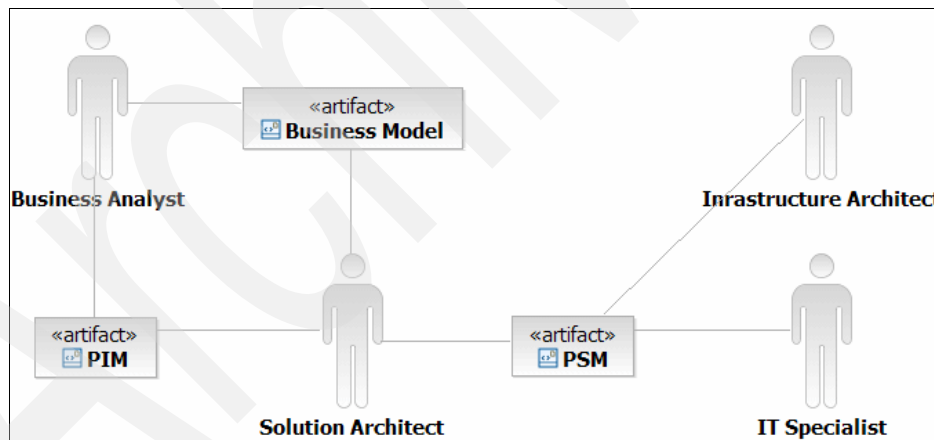 «artifact»
Business Model
Business Analyst
Inrastructure Architect
«artifact»
PIM
«artifact»
PSM
Solution Architect
IT Specialist